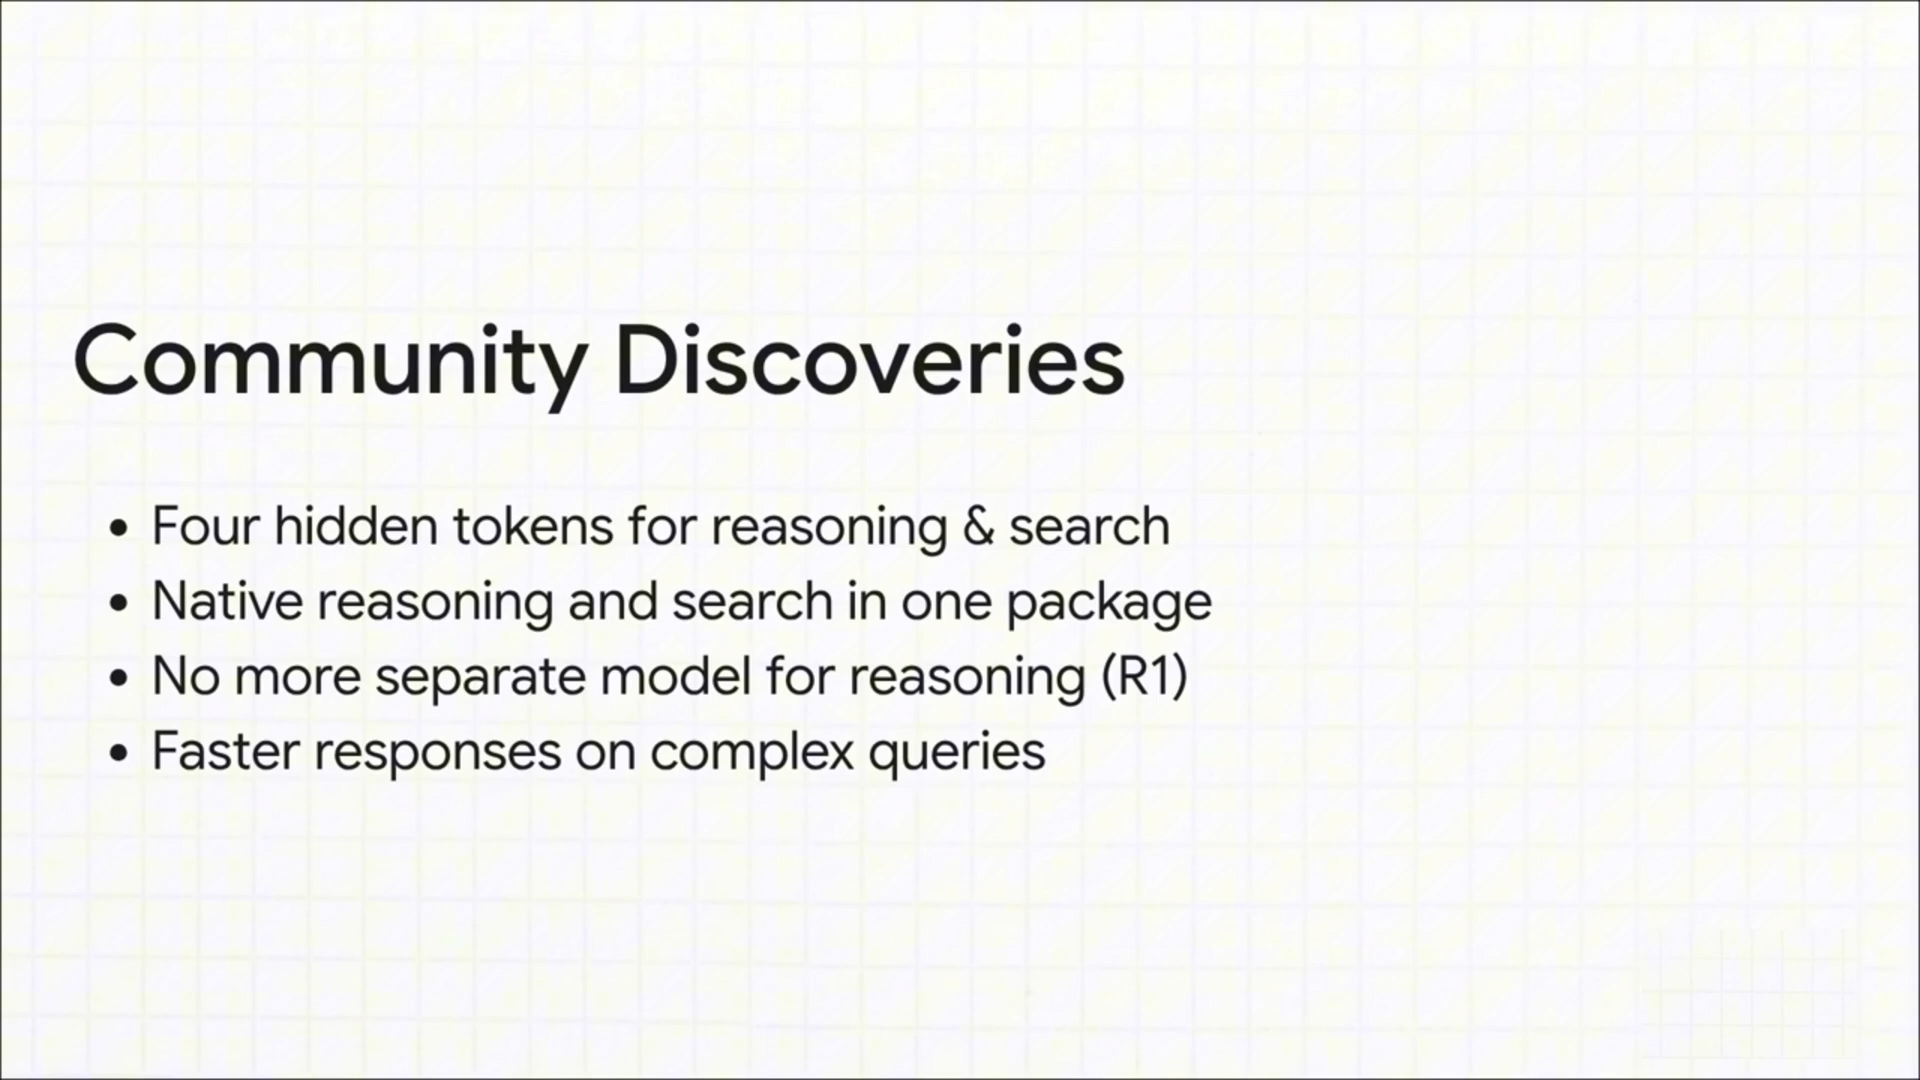 Community Discoveries
• Four hidden tokens for reasoning & search
• Native reasoning and search in one package
• No more separate model for reasoning (R1)
• Faster responses on complex queries